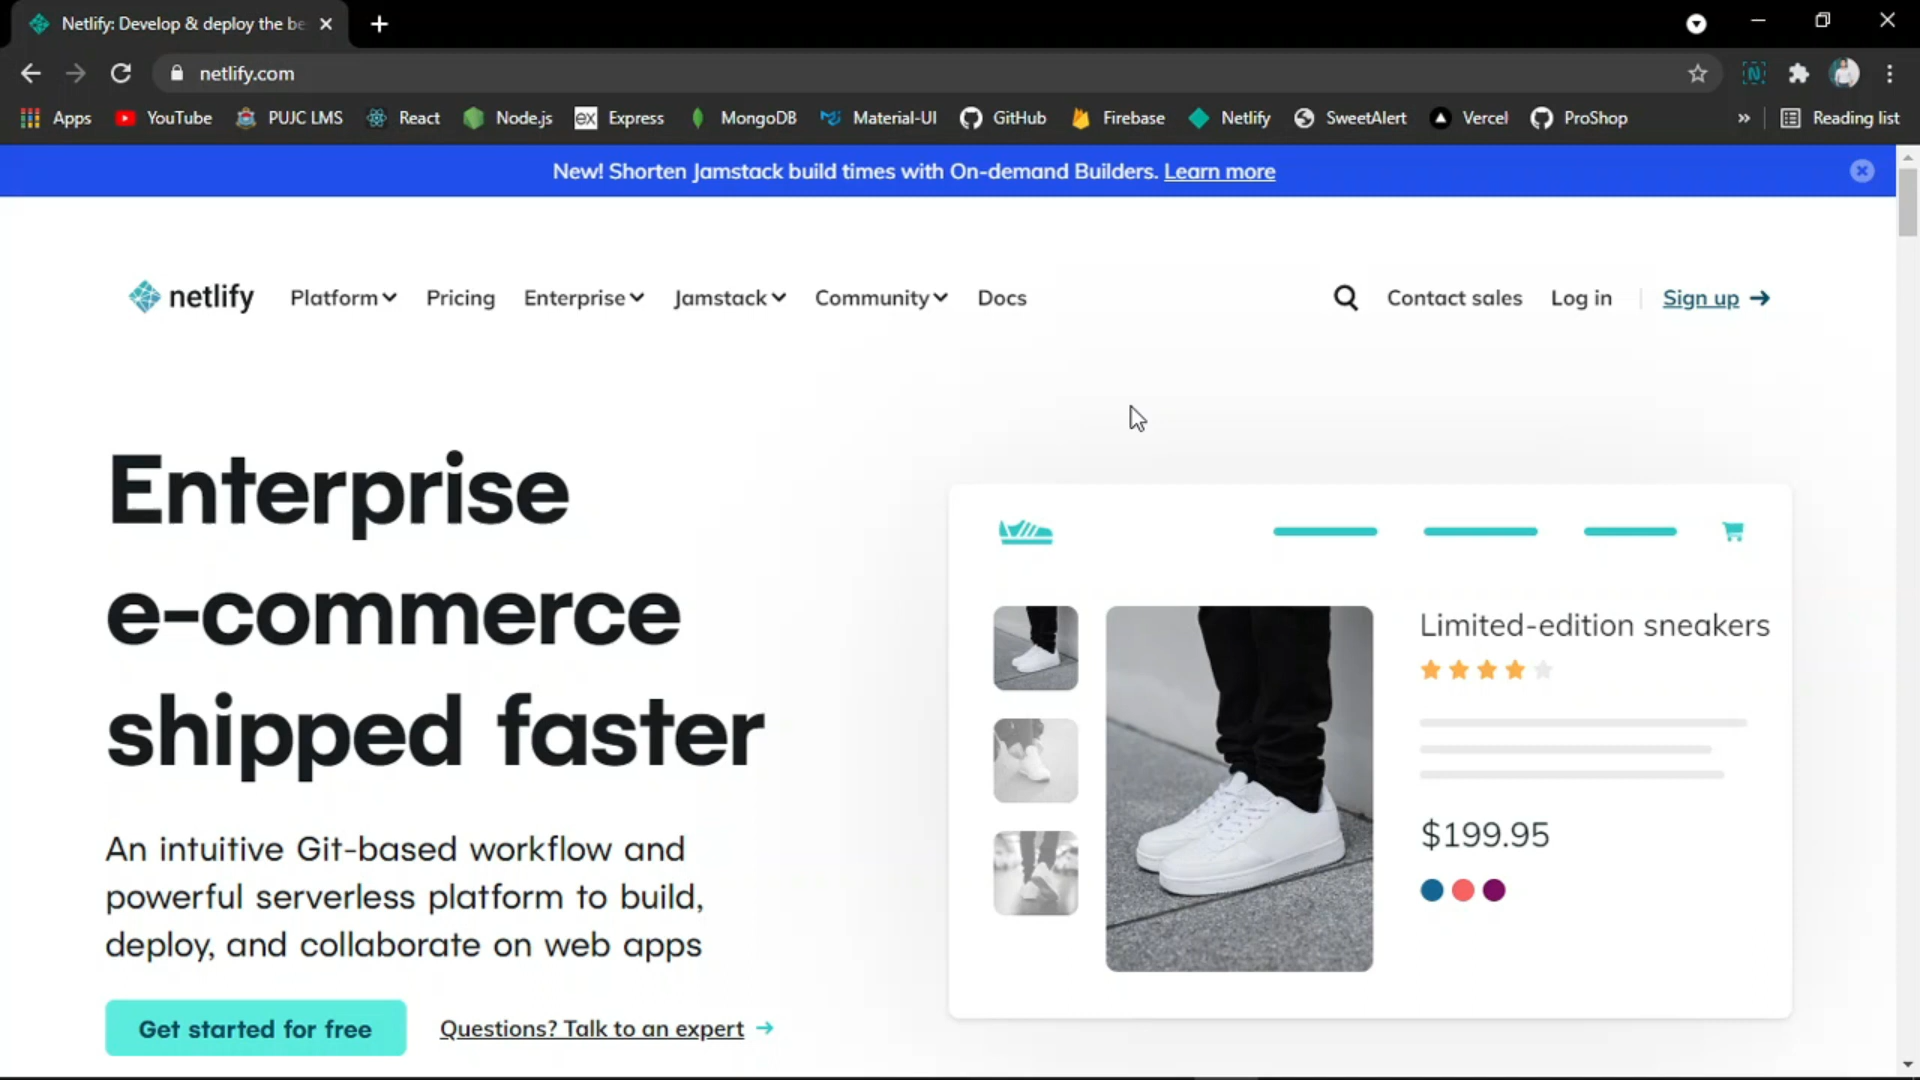 Netlify: Develop & deploy the be
netlify.com
Apps YouTube PUJC LMS React Node.js Express MongoDB Material-UI GitHub Firebase Netlify SweetAlert Vercel ProShop » Reading list
New! Shorten Jamstack build times with On-demand Builders. Learn more
netlify Platform Pricing Enterprise Jamstack Community Docs Contact sales Log in Sign up →
Enterprise
e-commerce
shipped faster
An intuitive Git-based workflow and
powerful serverless platform to build,
deploy, and collaborate on web apps
Get started for free Questions? Talk to an expert →
Limited-edition sneakers
$199.95